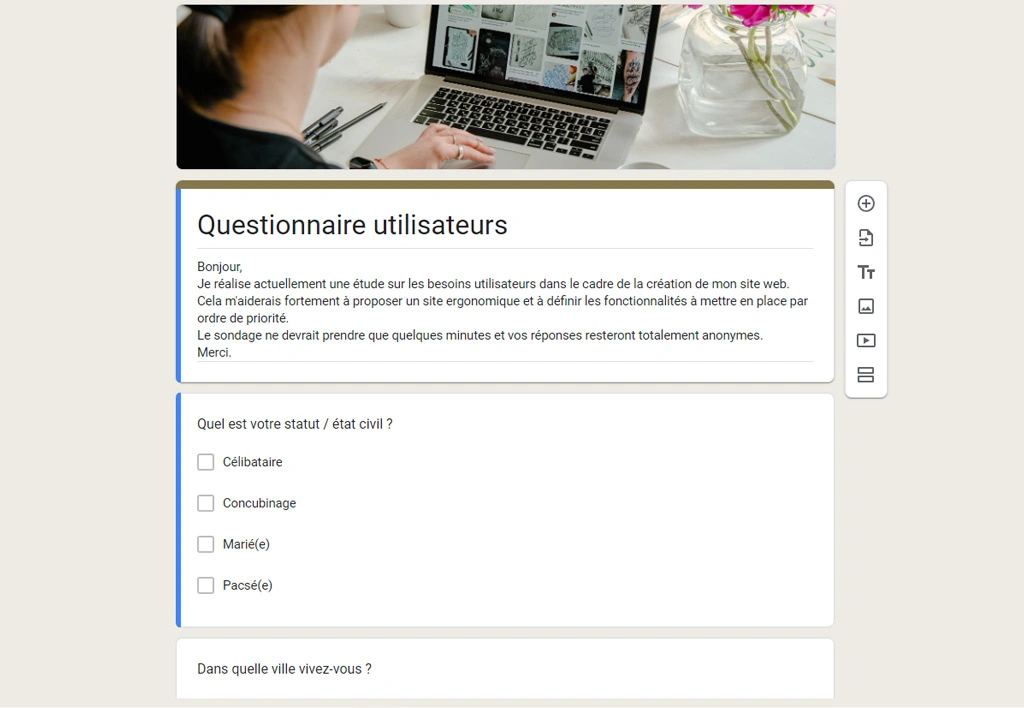 Questionnaire utilisateurs
Bonjour,
Je réalise actuellement une étude sur les besoins utilisateurs dans le cadre de la création de mon site web.
Cela m'aiderais fortement à proposer un site ergonomique et à définir les fonctionnalités à mettre en place par
ordre de priorité.
Le sondage ne devrait prendre que quelques minutes et vos réponses resteront totalement anonymes.
Merci.
Quel est votre statut / état civil ?
Célibataire
Concubinage
Marié(e)
Pacsé(e)
Dans quelle ville vivez-vous ?